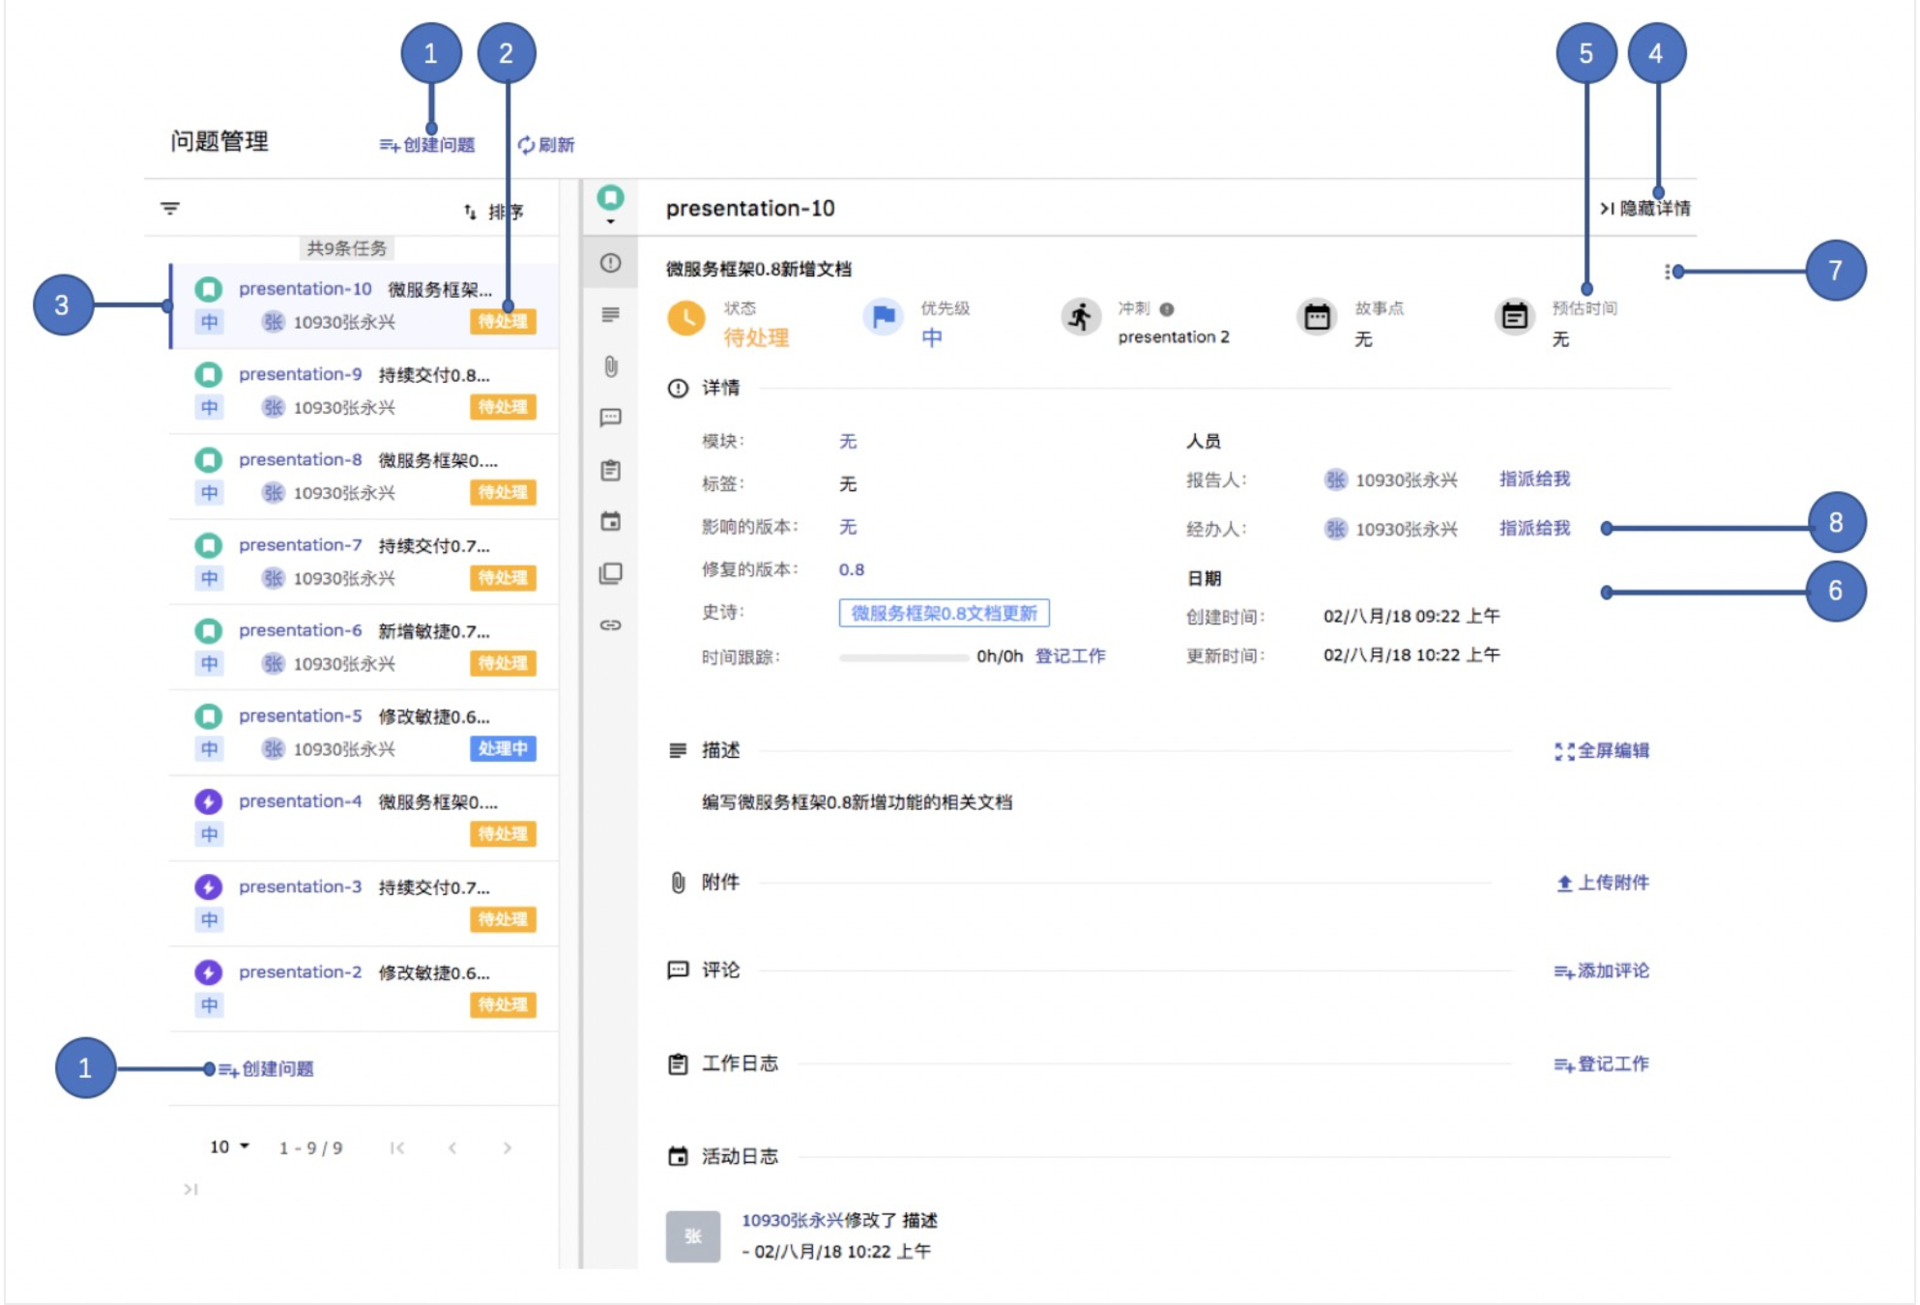 1
2
5
4
问题管理
创建问题
刷新
排序
共9条任务
3
presentation-10 微服务框架...
中 张 10930张永兴 待处理
presentation-9 持续交付0.8...
中 张 10930张永兴 待处理
presentation-8 微服务框架0....
中 张 10930张永兴 待处理
presentation-7 持续交付0.7...
中 张 10930张永兴 待处理
presentation-6 新增敏捷0.7...
中 张 10930张永兴 待处理
presentation-5 修改敏捷0.6...
中 张 10930张永兴 处理中
presentation-4 微服务框架0....
中 待处理
presentation-3 持续交付0.7...
中 待处理
presentation-2 修改敏捷0.6...
中 待处理
1
创建问题
10 1 - 9 / 9
presentation-10
隐藏详情
微服务框架0.8新增文档
7
状态 优先级 冲刺 故事点 预估时间
待处理 中 presentation 2 无 无
详情
模块: 无
标签: 无
影响的版本: 无
修复的版本: 0.8
史诗: 微服务框架0.8文档更新
时间跟踪: 0h/0h 登记工作
人员
报告人: 张 10930张永兴 指派给我
经办人: 张 10930张永兴 指派给我
8
日期
6
创建时间: 02/八月/18 09:22 上午
更新时间: 02/八月/18 10:22 上午
描述 全屏编辑
编写微服务框架0.8新增功能的相关文档
附件 上传附件
评论 添加评论
工作日志 登记工作
活动日志
张
10930张永兴修改了 描述
- 02/八月/18 10:22 上午